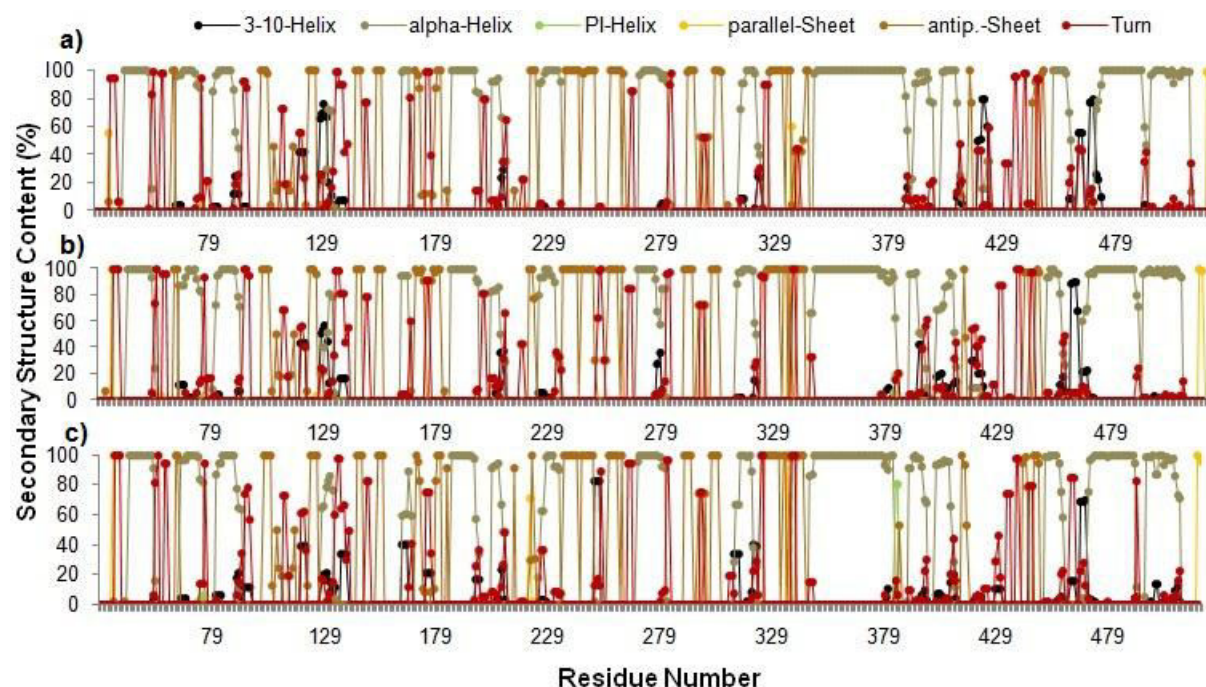 3-10-Helix alpha-Helix PI-Helix parallel-Sheet antip.-Sheet Turn
a)
100
80
60
40
20
0
79 129 179 229 279 329 379 429 479
b)
100
80
60
40
20
0
79 129 179 229 279 329 379 429 479
c)
100
80
60
40
20
0
79 129 179 229 279 329 379 429 479
Secondary Structure Content (%)
Residue Number